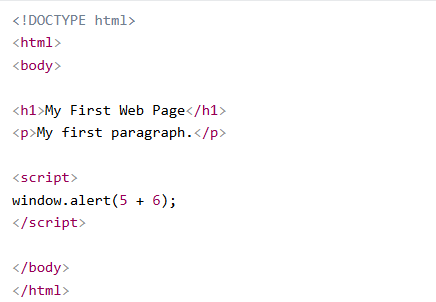 <!DOCTYPE html>
<html>
<body>
<h1>My First Web Page</h1>
<p>My first paragraph.</p>
<script>
window.alert(5 + 6);
</script>
</body>
</html>